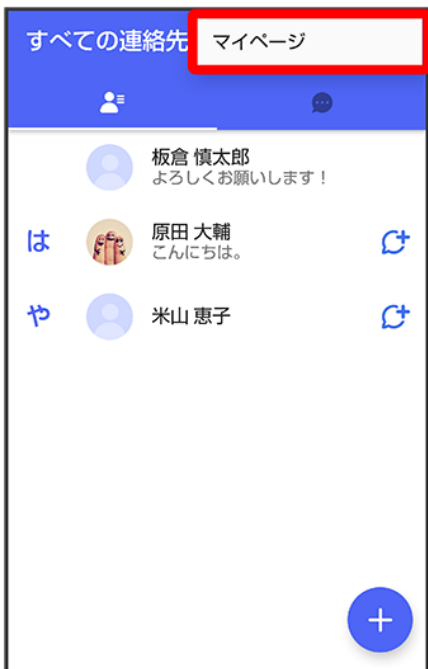 すべての連絡先
マイページ
板倉 慎太郎
よろしくお願いします！
は
原田 大輔
こんにちは。
や
米山 恵子